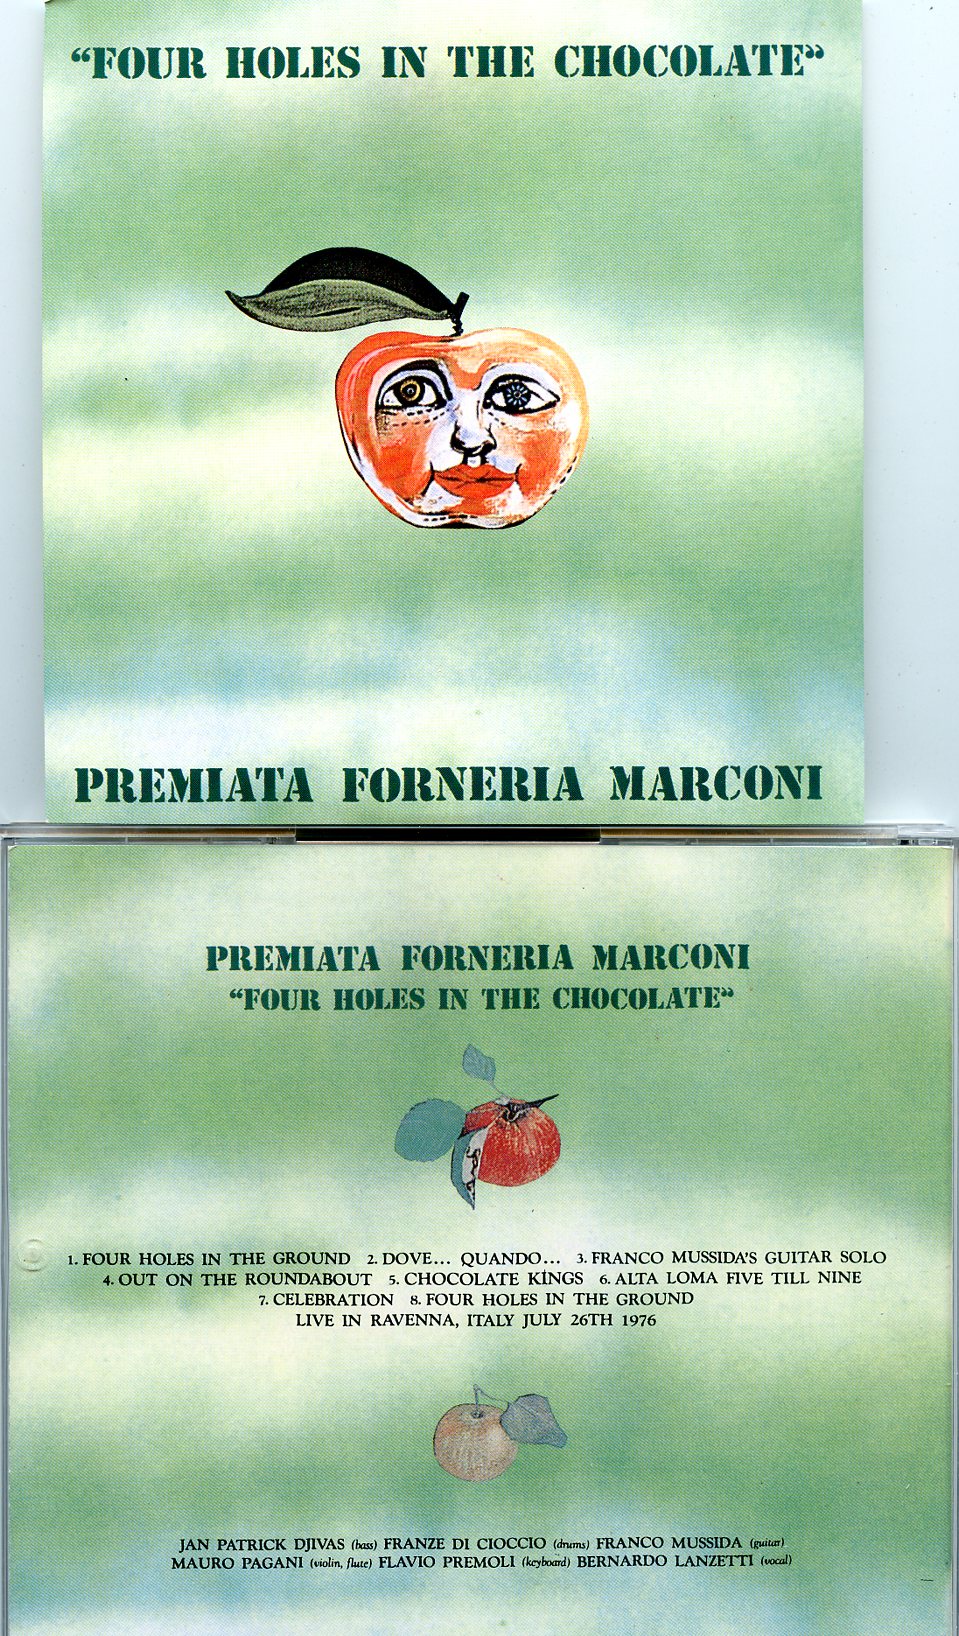 “FOUR HOLES IN THE CHOCOLATE”
PREMIATA FORNERIA MARCONI
PREMIATA FORNERIA MARCONI
“FOUR HOLES IN THE CHOCOLATE”
1. FOUR HOLES IN THE GROUND 2. DOVE... QUANDO... 3. FRANCO MUSSIDA'S GUITAR SOLO
4. OUT ON THE ROUNDABOUT 5. CHOCOLATE KİNGS 6. ALTA LOMA FIVE TILL NINE
7. CELEBRATION 8. FOUR HOLES IN THE GROUND
LIVE IN RAVENNA, ITALY JULY 26TH 1976
JAN PATRICK DJIVAS (bass) FRANZE DI CIOCCIO (drums) FRANCO MUSSIDA (guitar)
MAURO PAGANI (violin, flute) FLAVIO PREMOLI (keyboard) BERNARDO LANZETTI (vocal)